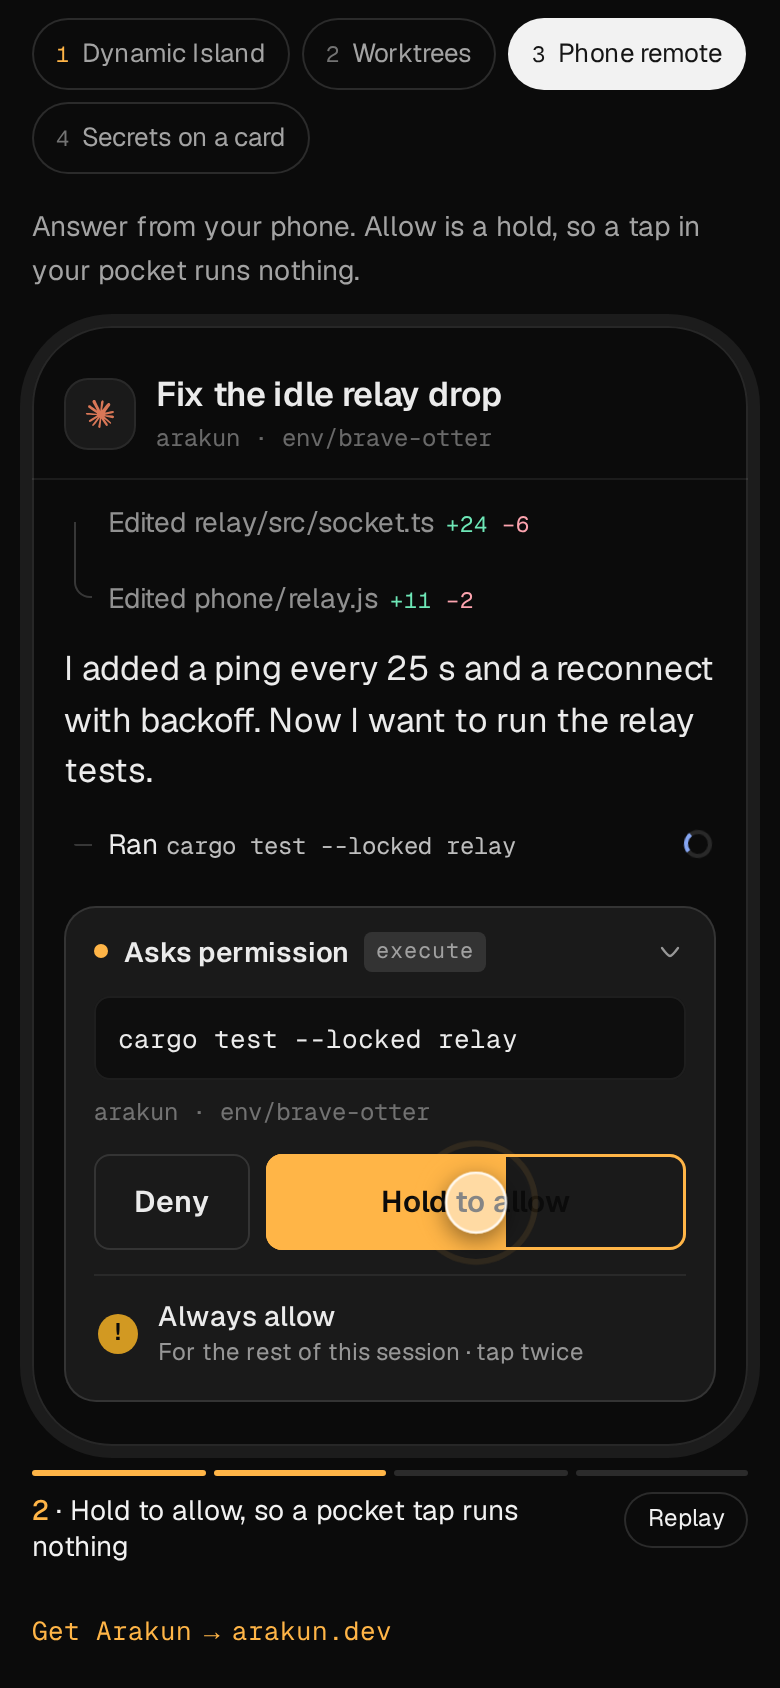 1 Dynamic Island
2 Worktrees
3 Phone remote
4 Secrets on a card
Answer from your phone. Allow is a hold, so a tap in
your pocket runs nothing.
Fix the idle relay drop
arakun · env/brave-otter
Edited relay/src/socket.ts +24 −6
Edited phone/relay.js +11 −2
I added a ping every 25 s and a reconnect
with backoff. Now I want to run the relay
tests.
Ran cargo test --locked relay
Asks permission execute
cargo test --locked relay
arakun · env/brave-otter
Deny
Hold to allow
!
Always allow
For the rest of this session · tap twice
2 · Hold to allow, so a pocket tap runs
nothing
Replay
Get Arakun → arakun.dev